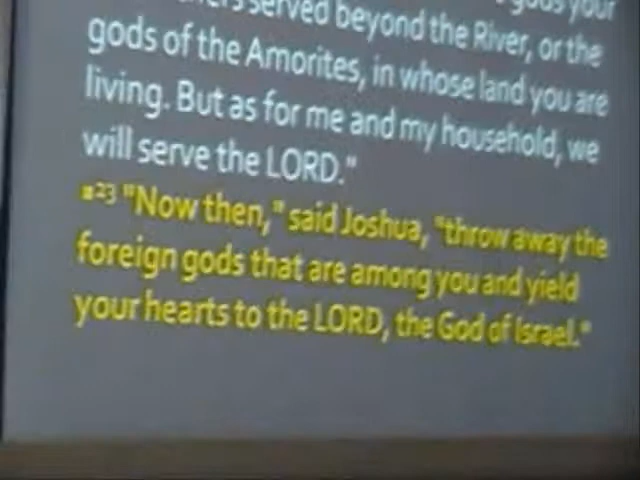 served beyond the River, or the
gods of the Amorites, in whose land you are
living. But as for me and my household, we
will serve the LORD."
▪23 "Now then," said Joshua, "throw away the
foreign gods that are among you and yield
your hearts to the LORD, the God of Israel."